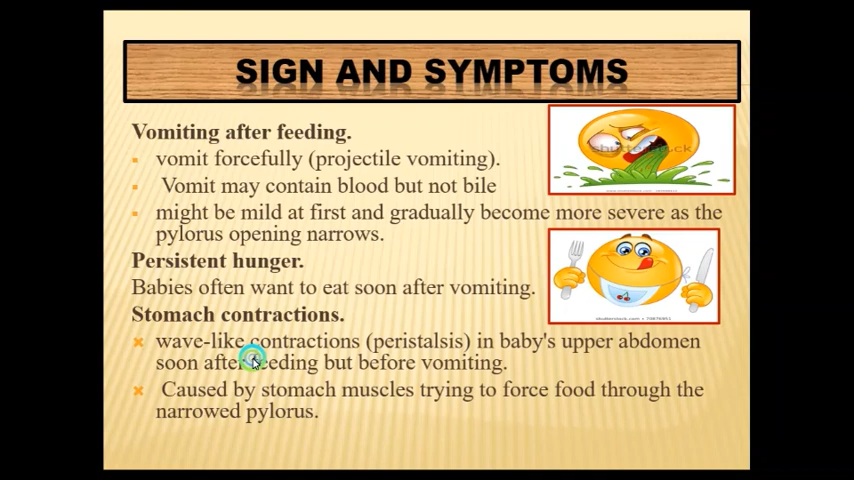 SIGN AND SYMPTOMS
Vomiting after feeding.
vomit forcefully (projectile vomiting).
Vomit may contain blood but not bile
might be mild at first and gradually become more severe as the
pylorus opening narrows.
Persistent hunger.
Babies often want to eat soon after vomiting.
Stomach contractions.
wave-like contractions (peristalsis) in baby's upper abdomen
soon after feeding but before vomiting.
Caused by stomach muscles trying to force food through the
narrowed pylorus.